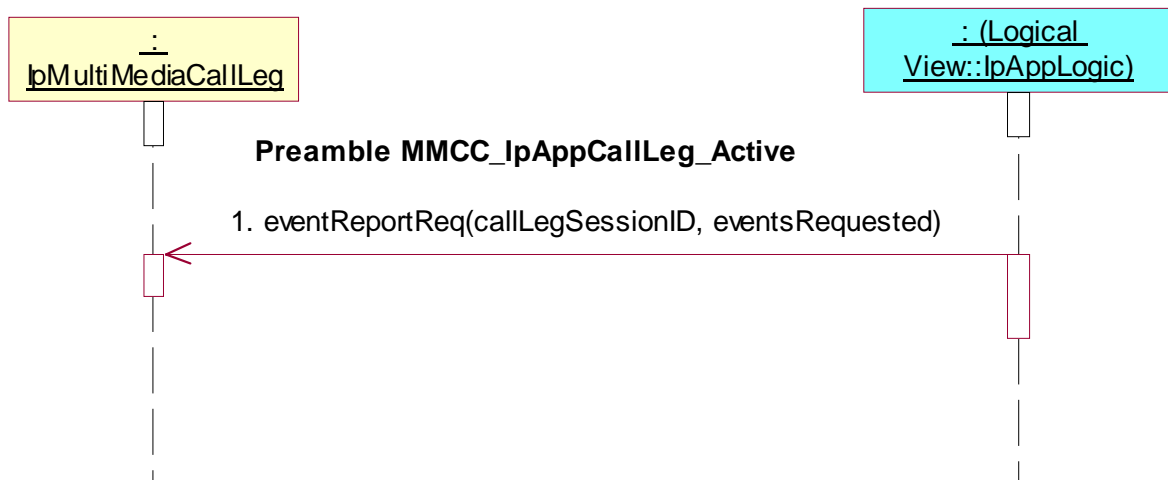 :
IpMultiMediaCallLeg
: (Logical
View::IpAppLogic)
Preamble MMCC_IpAppCallLeg_Active
1. eventReportReq(callLegSessionID, eventsRequested)